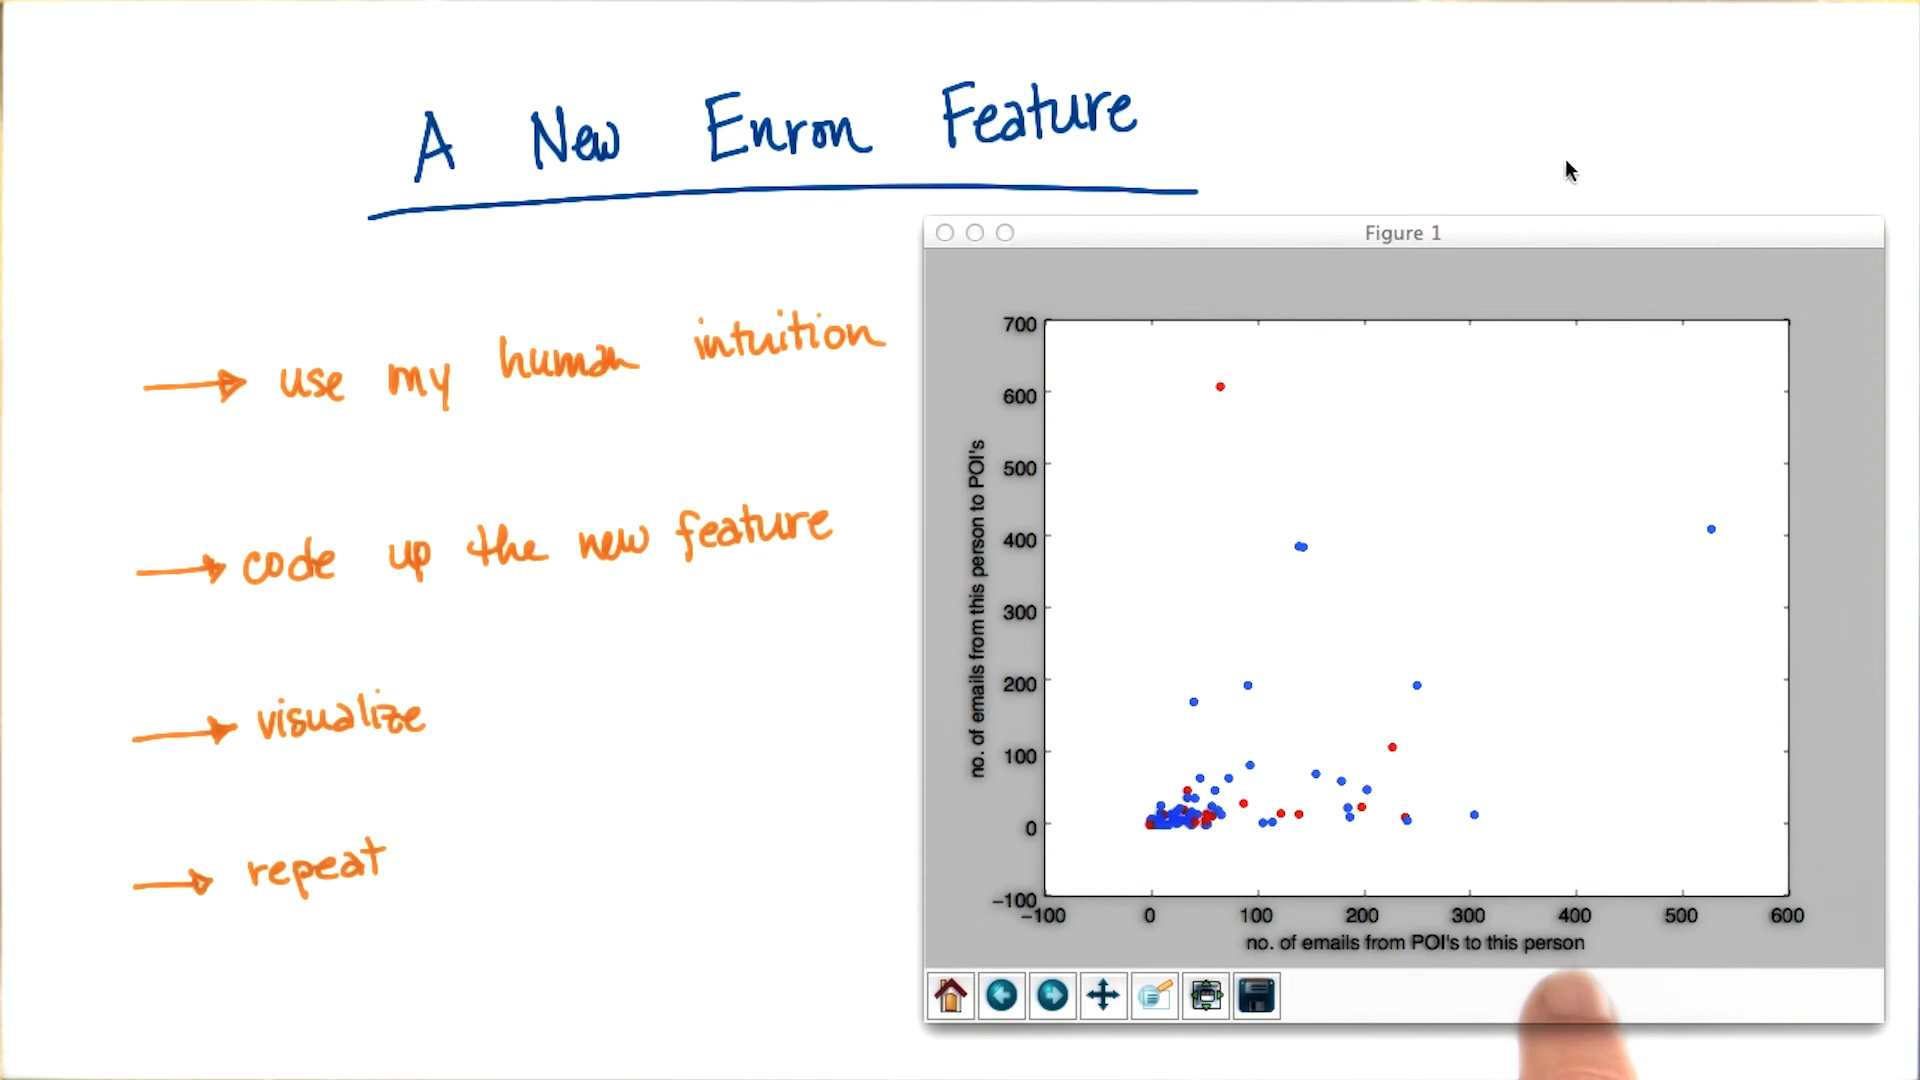 A New Enron Feature
use my human intuition
code up the new feature
visualize
repeat
Figure 1
700
600
500
400
300
200
100
0
−100
no. of emails from this person to POI's
−100 0 100 200 300 400 500 600
no. of emails from POI's to this person